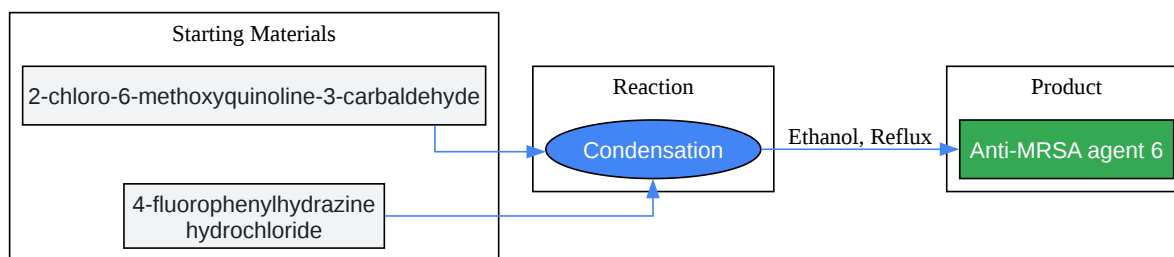 Starting Materials
2-chloro-6-methoxyquinoline-3-carbaldehyde
4-fluorophenylhydrazine
hydrochloride
Reaction
Condensation
Ethanol, Reflux
Product
Anti-MRSA agent 6